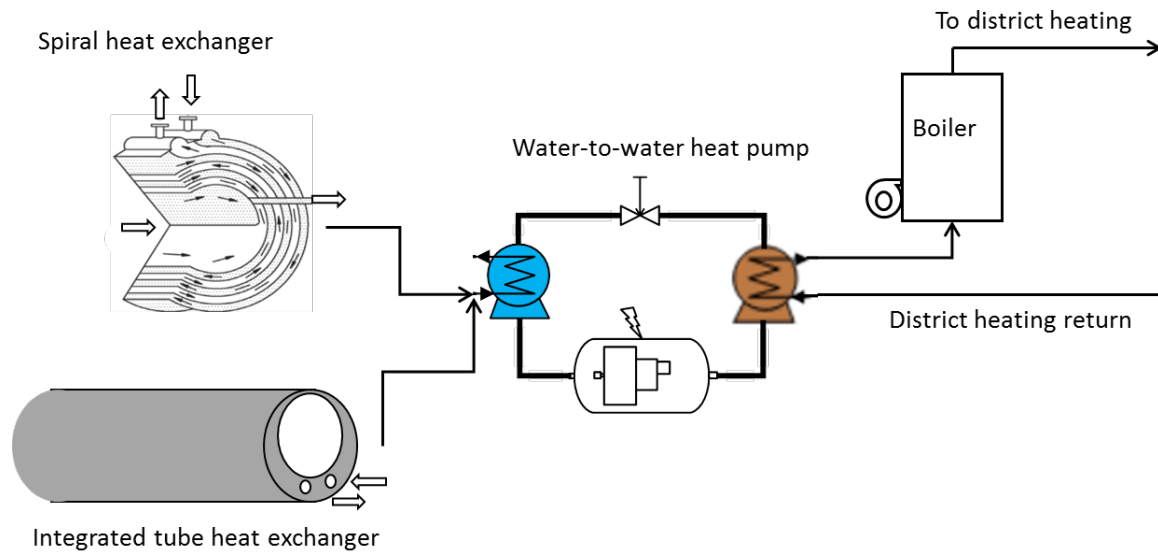 To district heating
Spiral heat exchanger
Boiler
Water-to-water heat pump
District heating return
Integrated tube heat exchanger